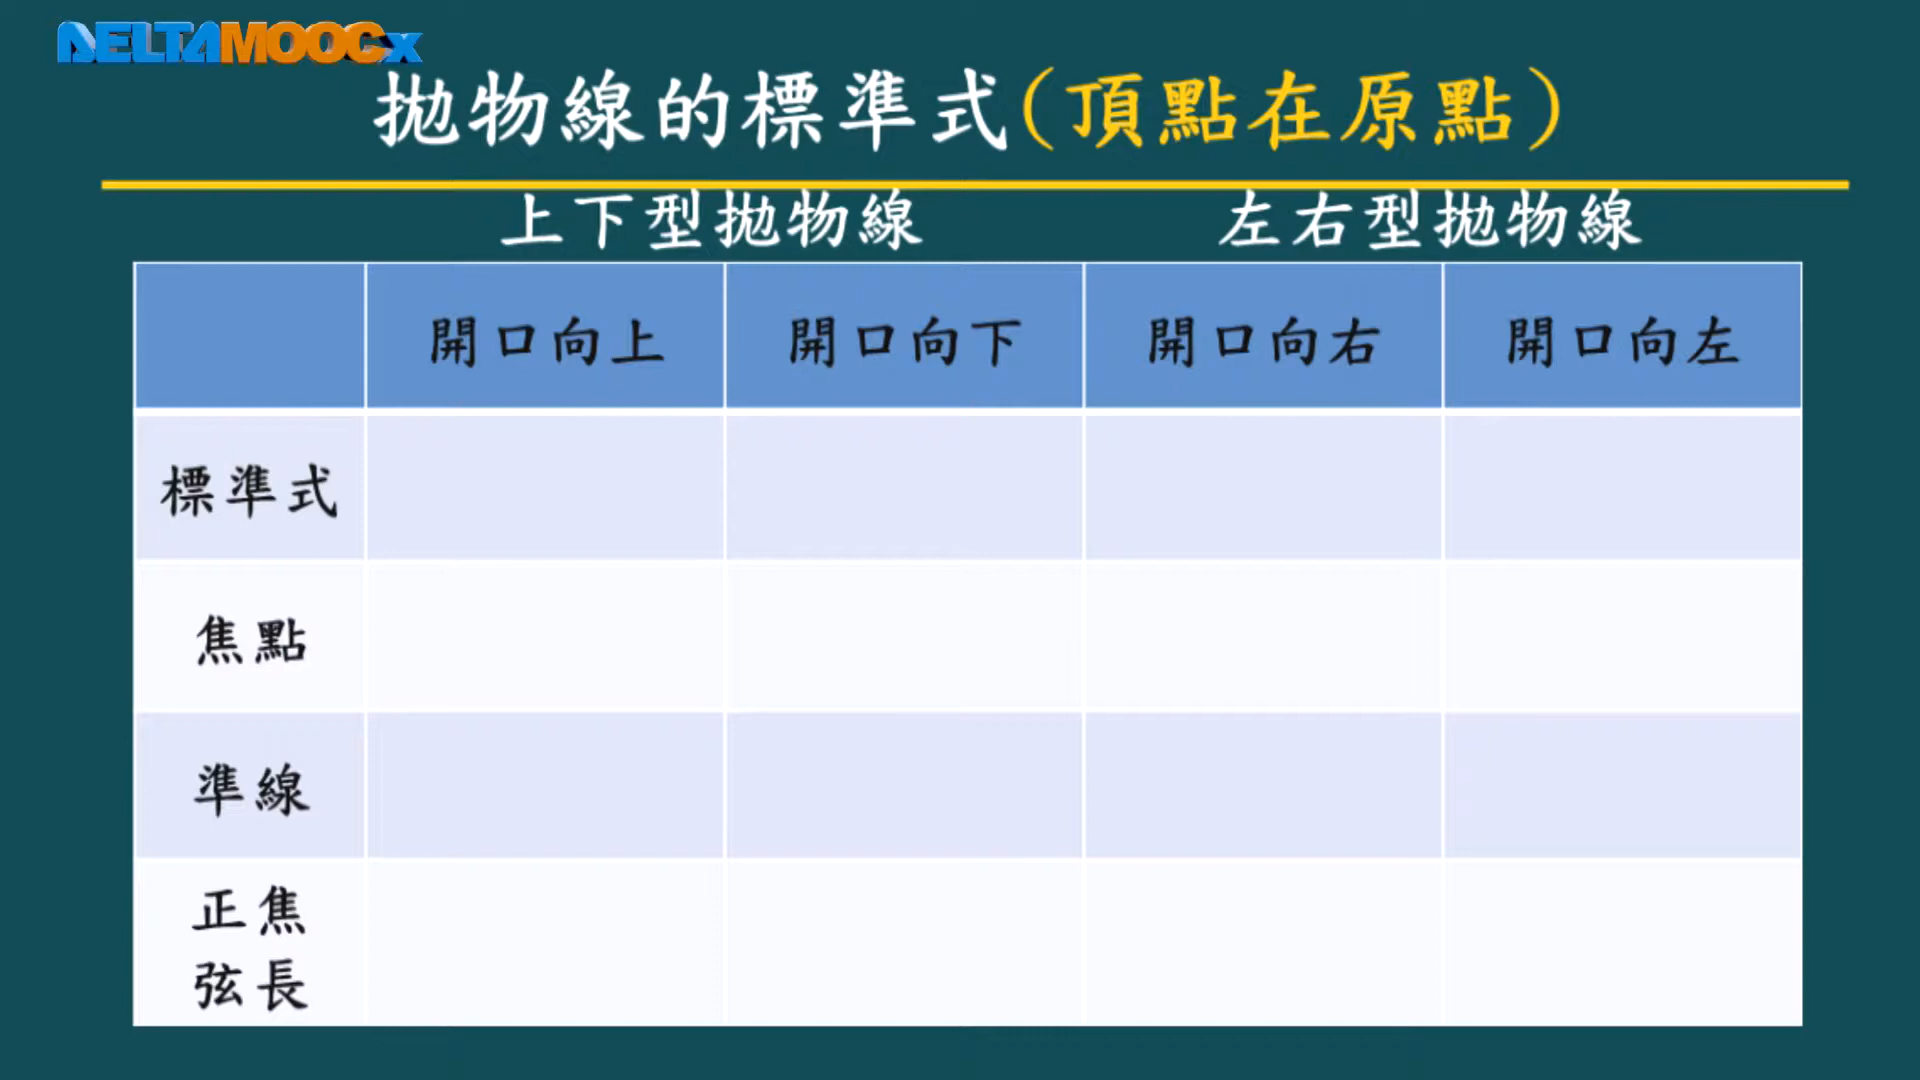 DELTAMOOCx
拋物線的標準式(頂點在原點)
上下型拋物線 左右型拋物線
開口向上 開口向下 開口向右 開口向左
標準式
焦點
準線
正焦
弦長